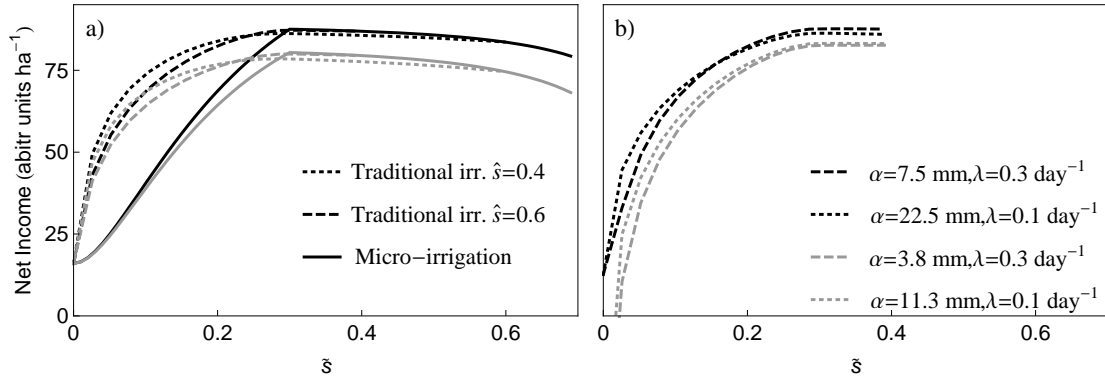 a)
b)
Net Income (abitr units ha⁻¹)
75
50
25
0
Traditional irr. ŝ=0.4
Traditional irr. ŝ=0.6
Micro−irrigation
α=7.5 mm,λ=0.3 day⁻¹
α=22.5 mm,λ=0.1 day⁻¹
α=3.8 mm,λ=0.3 day⁻¹
α=11.3 mm,λ=0.1 day⁻¹
0 0.2 0.4 0.6
0 0.2 0.4 0.6
s̃
s̃